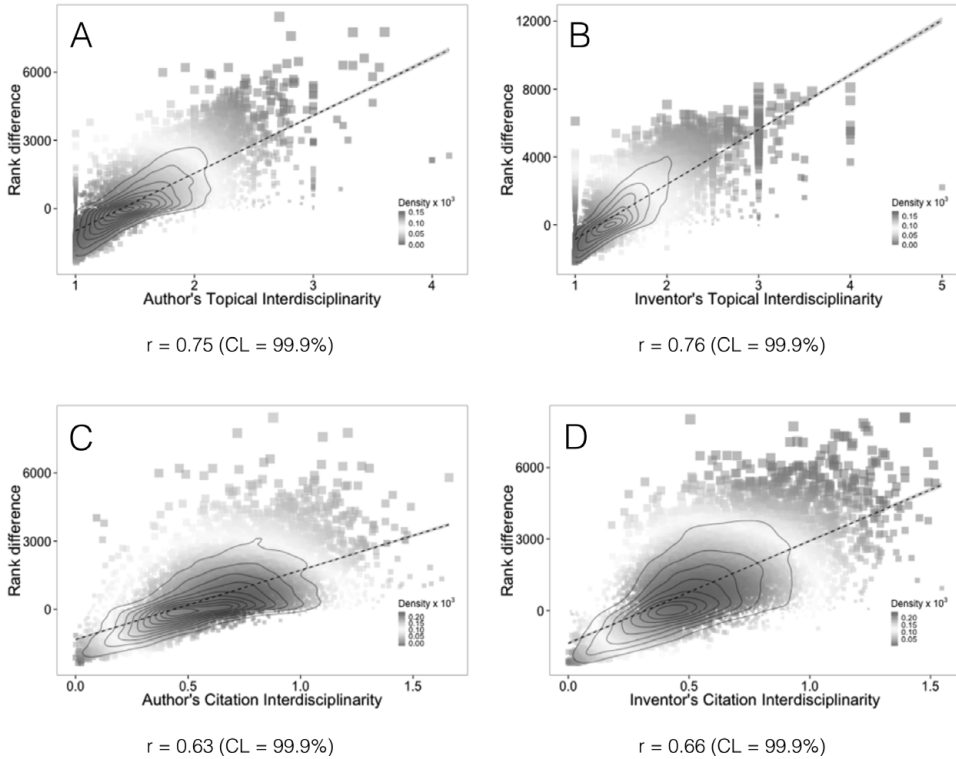 A
Rank difference
6000
3000
0
Density x 10³
0.15
0.10
0.05
0.00
1 2 3 4
Author's Topical Interdisciplinarity
r = 0.75 (CL = 99.9%)
B
Rank difference
12000
8000
4000
0
Density x 10³
0.15
0.10
0.05
0.00
1 2 3 4 5
Inventor's Topical Interdisciplinarity
r = 0.76 (CL = 99.9%)
C
Rank difference
6000
3000
0
Density x 10³
0.20
0.15
0.10
0.05
0.00
0.0 0.5 1.0 1.5
Author's Citation Interdisciplinarity
r = 0.63 (CL = 99.9%)
D
Rank difference
6000
3000
0
Density x 10³
0.20
0.15
0.10
0.05
0.0 0.5 1.0 1.5
Inventor's Citation Interdisciplinarity
r = 0.66 (CL = 99.9%)